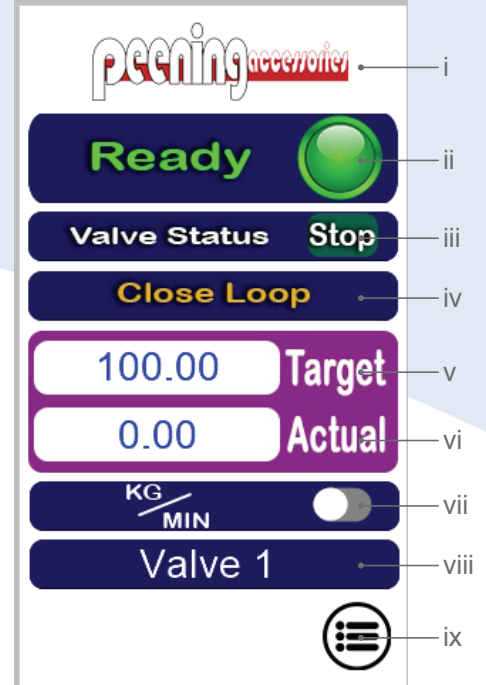 peening accessories i
Ready ii
Valve Status Stop iii
Close Loop iv
100.00 Target v
0.00 Actual vi
KG
MIN vii
Valve 1 viii
ix